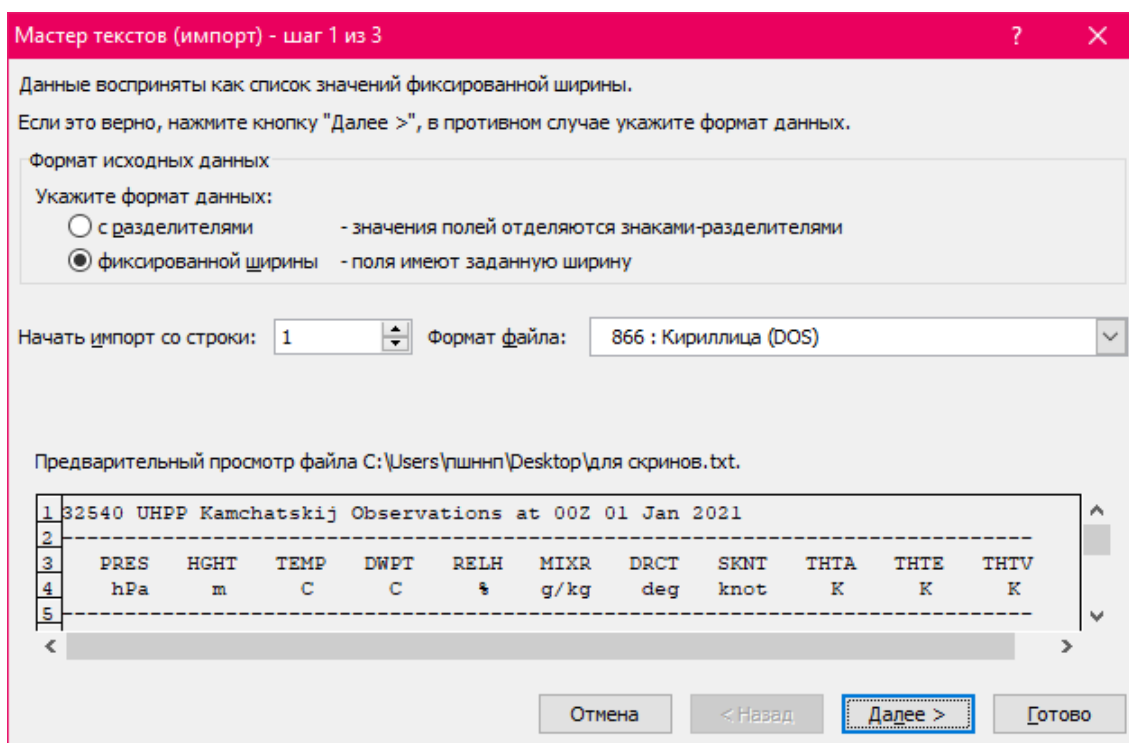 Мастер текстов (импорт) - шаг 1 из 3 ?
Данные восприняты как список значений фиксированной ширины.
Если это верно, нажмите кнопку "Далее >", в противном случае укажите формат данных.
Формат исходных данных
Укажите формат данных:
с разделителями - значения полей отделяются знаками-разделителями
фиксированной ширины - поля имеют заданную ширину
Начать импорт со строки: 1 Формат файла: 866 : Кириллица (DOS)
Предварительный просмотр файла C:\Users\пшннп\Desktop\для скринов.txt.
1 32540 UHPP Kamchatskij Observations at 00Z 01 Jan 2021
2 -----------------------------------------------------------------------------
3 PRES HGHT TEMP DWPT RELH MIXR DRCT SKNT THTA THTE THTV
4 hPa m C C % g/kg deg knot K K K
5 -----------------------------------------------------------------------------
Отмена < Назад Далее > Готово